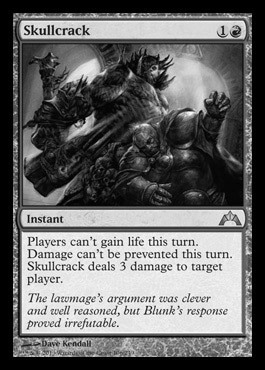 Skullcrack 1
Instant
Players can't gain life this turn.
Damage can't be prevented this turn.
Skullcrack deals 3 damage to target
player.
The lawmage's argument was clever
and well reasoned, but Blunk's response
proved irrefutable.
Dave Kendall